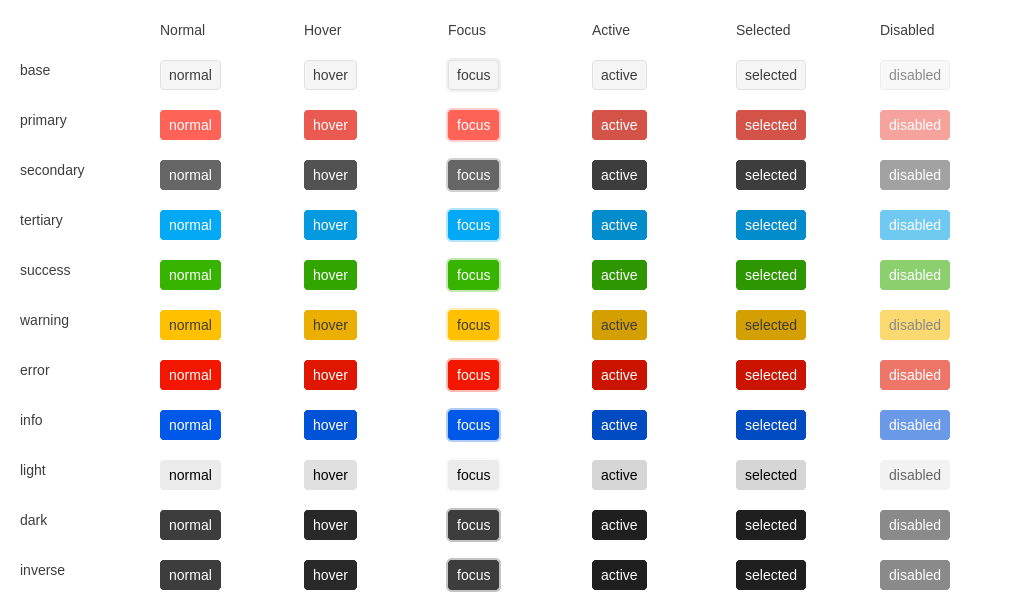 Normal Hover Focus Active Selected Disabled
base normal hover focus active selected disabled
primary normal hover focus active selected disabled
secondary normal hover focus active selected disabled
tertiary normal hover focus active selected disabled
success normal hover focus active selected disabled
warning normal hover focus active selected disabled
error normal hover focus active selected disabled
info normal hover focus active selected disabled
light normal hover focus active selected disabled
dark normal hover focus active selected disabled
inverse normal hover focus active selected disabled